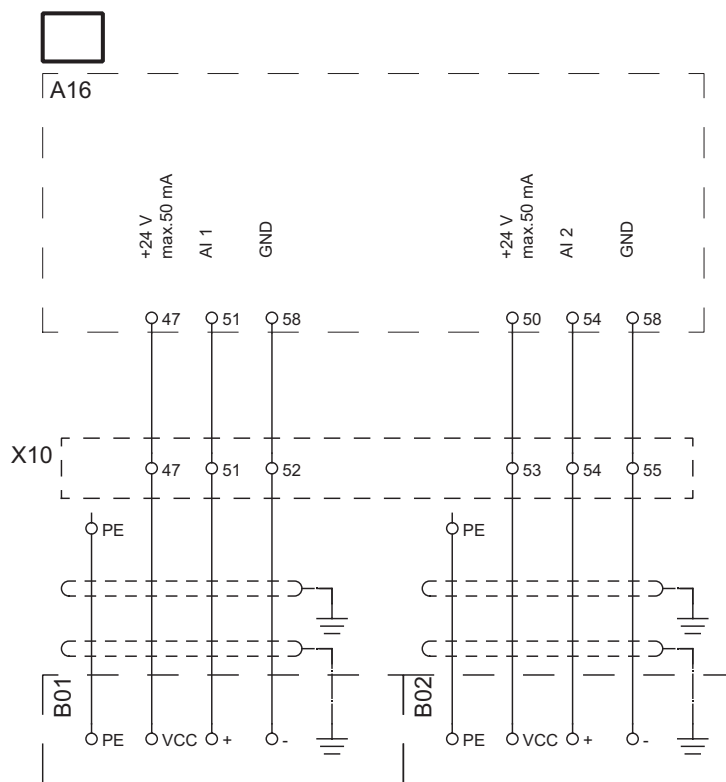 A16
+24 V
max.50 mA
AI 1
GND
+24 V
max.50 mA
AI 2
GND
47 51 58 50 54 58
X10
47 51 52 53 54 55
PE PE
B01 B02
PE VCC + - PE VCC + -